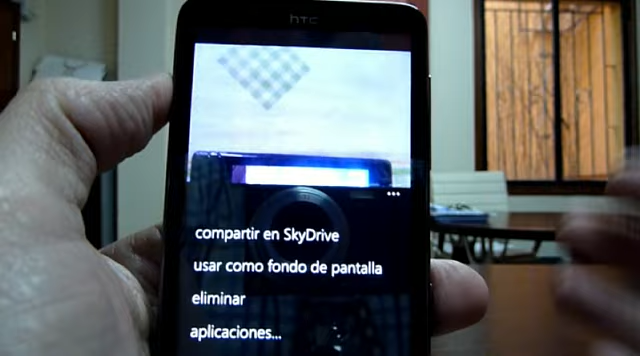 hTC
compartir en SkyDrive
usar como fondo de pantalla
eliminar
aplicaciones...